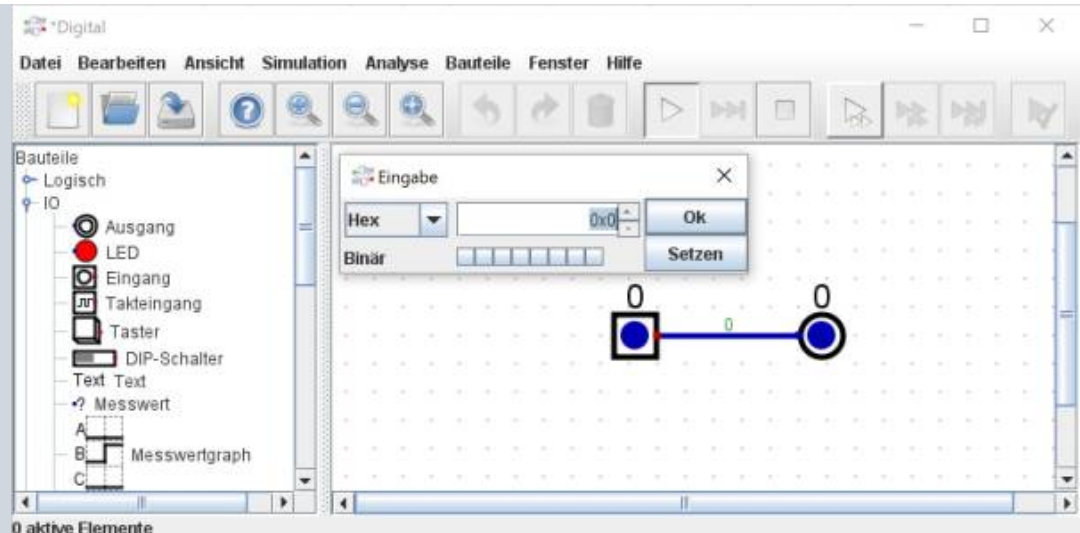 *Digital
Datei Bearbeiten Ansicht Simulation Analyse Bauteile Fenster Hilfe
Bauteile
Logisch
IO
Ausgang
LED
Eingang
Takteingang
Taster
DIP-Schalter
Text Text
Messwert
A
B Messwertgraph
C
Eingabe
Hex 0x0 Ok
Binär Setzen
0 0
0
0 aktive Elemente